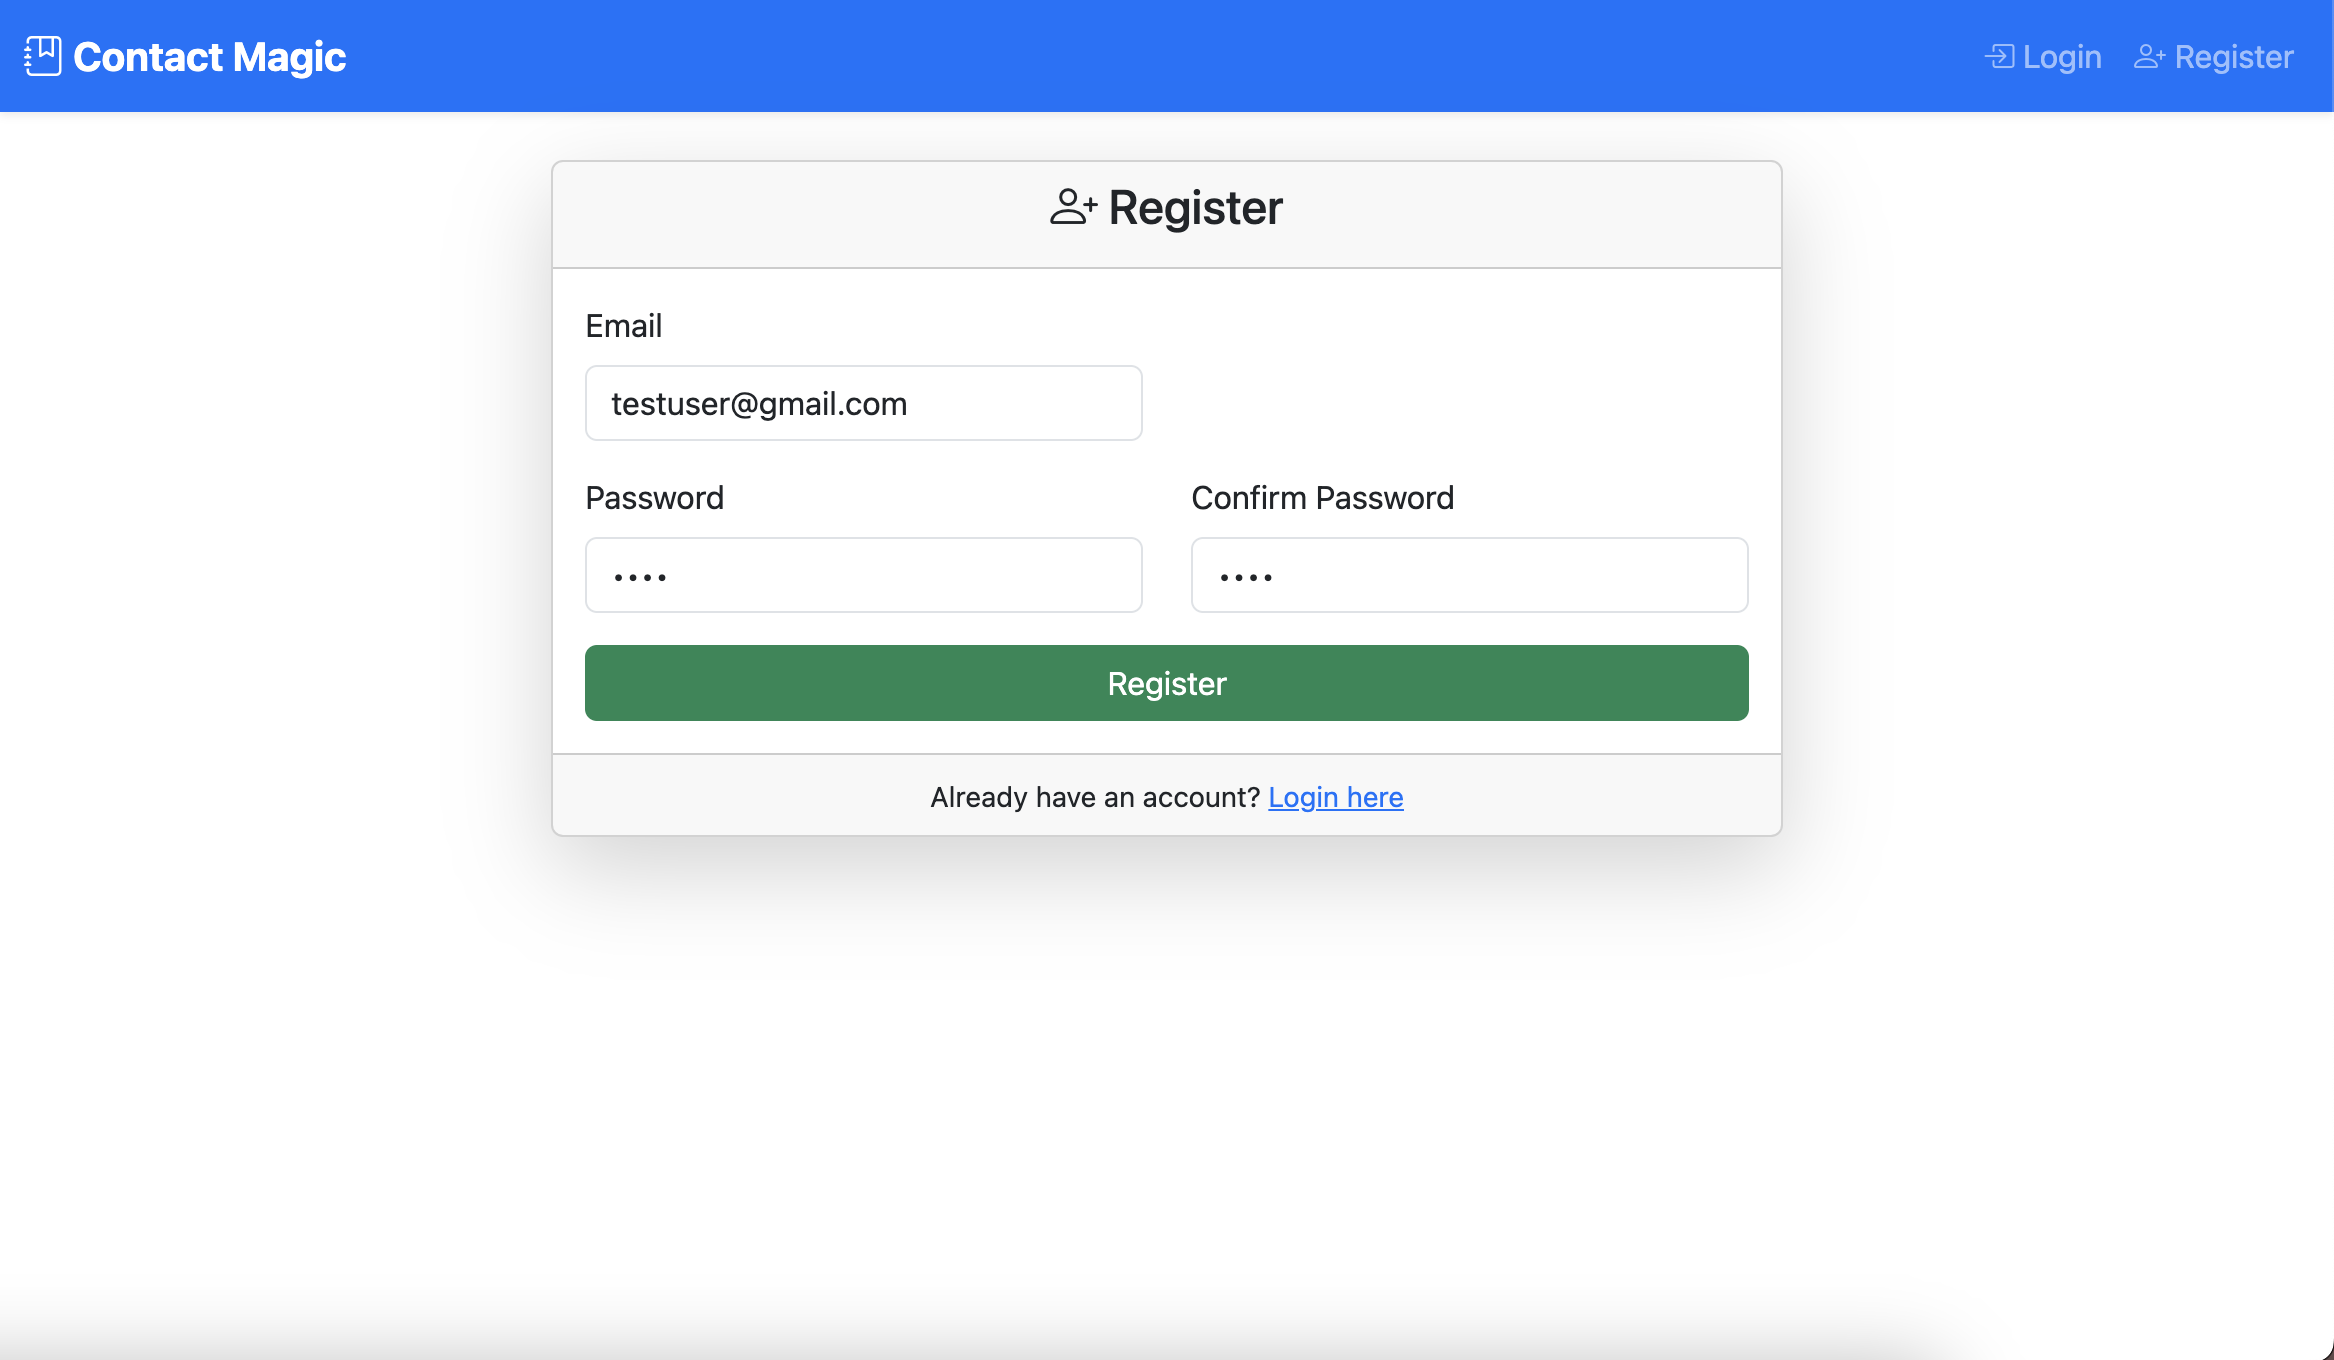 Contact Magic
Login Register
Register
Email
testuser@gmail.com
Password Confirm Password
•••• ••••
Register
Already have an account? Login here